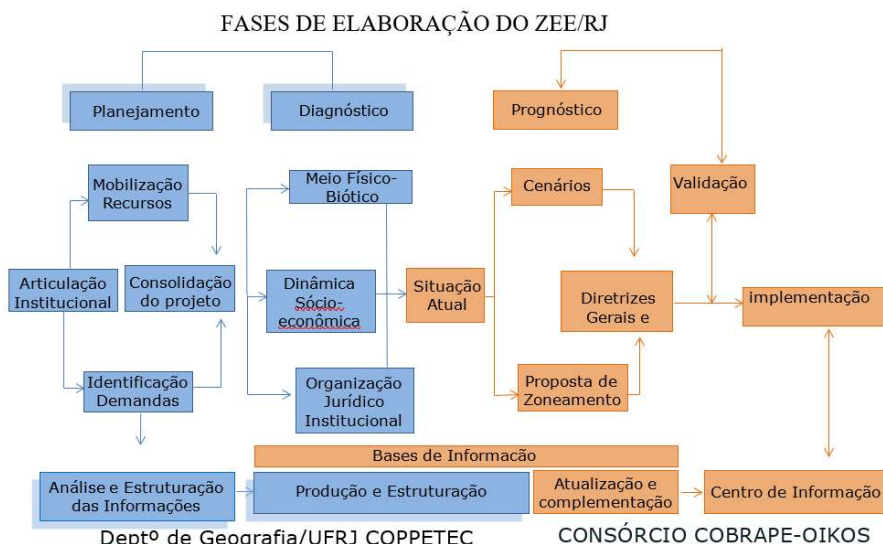 FASES DE ELABORAÇÃO DO ZEE/RJ
Planejamento
Diagnóstico
Prognóstico
Mobilização
Recursos
Meio Físico-
Biótico
Cenários
Validação
Articulação
Institucional
Consolidação
do projeto
Dinâmica
Sócio-
econômica
Situação
Atual
Diretrizes
Gerais e
implementação
Identificação
Demandas
Organização
Jurídico
Institucional
Proposta de
Zoneamento
Bases de Informacão
Análise e Estruturação
das Informações
Produção e Estruturação
Atualização e
complementação
Centro de Informação
Deptº de Geografia/UFRJ COPPETEC
CONSÓRCIO COBRAPE-OIKOS